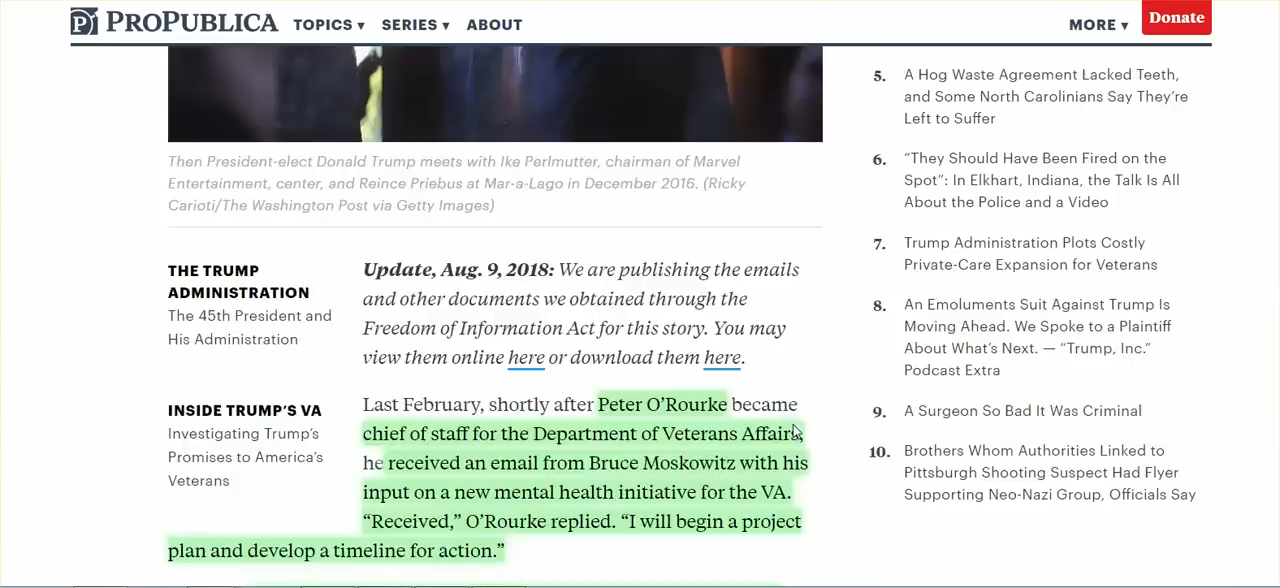 PROPUBLICA TOPICS ▾ SERIES ▾ ABOUT MORE ▾ Donate
Then President-elect Donald Trump meets with Ike Perlmutter, chairman of Marvel
Entertainment, center, and Reince Priebus at Mar-a-Lago in December 2016. (Ricky
Carioti/The Washington Post via Getty Images)
THE TRUMP
ADMINISTRATION
The 45th President and
His Administration
INSIDE TRUMP'S VA
Investigating Trump's
Promises to America's
Veterans
Update, Aug. 9, 2018: We are publishing the emails
and other documents we obtained through the
Freedom of Information Act for this story. You may
view them online here or download them here.
Last February, shortly after Peter O'Rourke became
chief of staff for the Department of Veterans Affairs,
he received an email from Bruce Moskowitz with his
input on a new mental health initiative for the VA.
“Received,” O'Rourke replied. “I will begin a project
plan and develop a timeline for action.”
5. A Hog Waste Agreement Lacked Teeth,
and Some North Carolinians Say They're
Left to Suffer
6. “They Should Have Been Fired on the
Spot”: In Elkhart, Indiana, the Talk Is All
About the Police and a Video
7. Trump Administration Plots Costly
Private-Care Expansion for Veterans
8. An Emoluments Suit Against Trump Is
Moving Ahead. We Spoke to a Plaintiff
About What's Next. — “Trump, Inc.”
Podcast Extra
9. A Surgeon So Bad It Was Criminal
10. Brothers Whom Authorities Linked to
Pittsburgh Shooting Suspect Had Flyer
Supporting Neo-Nazi Group, Officials Say